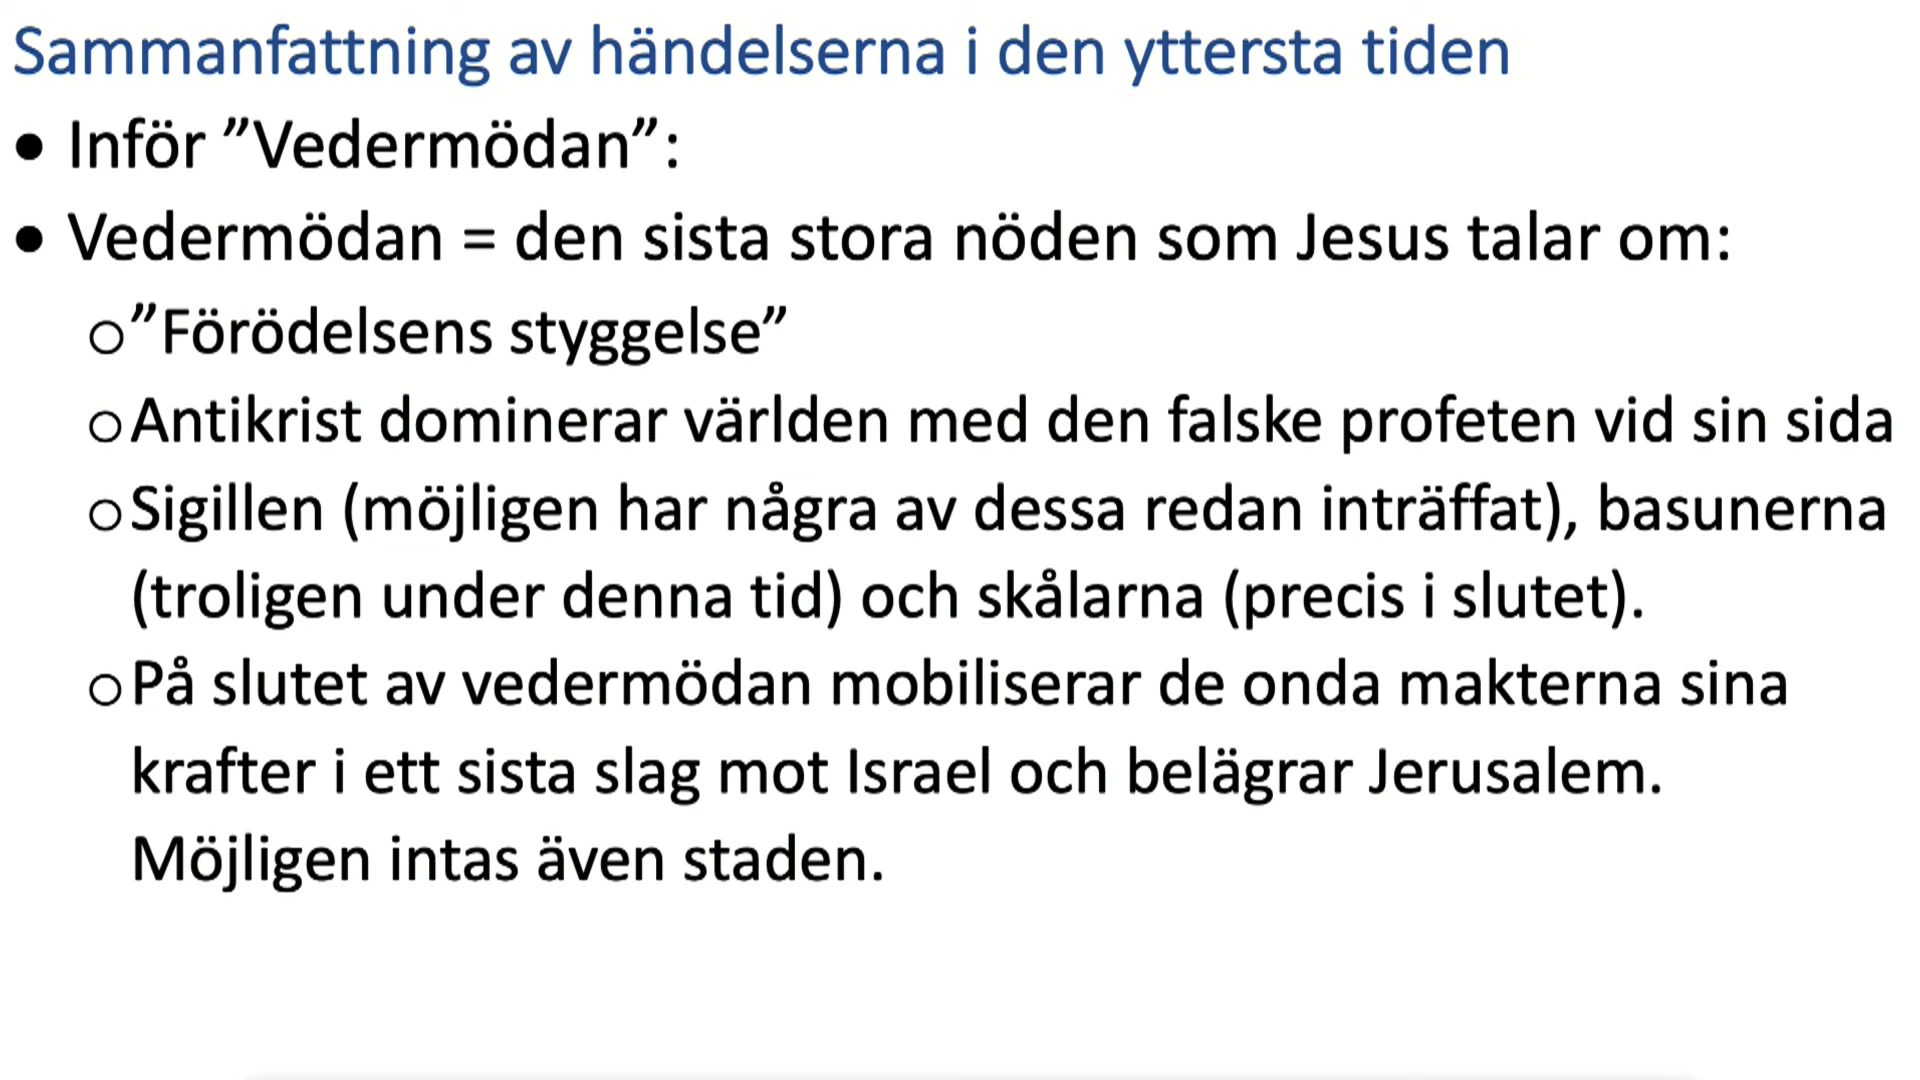 Sammanfattning av händelserna i den yttersta tiden
• Inför ”Vedermödan”:
• Vedermödan = den sista stora nöden som Jesus talar om:
○ ”Förödelsens styggelse”
○ Antikrist dominerar världen med den falske profeten vid sin sida
○ Sigillen (möjligen har några av dessa redan inträffat), basunerna
(troligen under denna tid) och skålarna (precis i slutet).
○ På slutet av vedermödan mobiliserar de onda makterna sina
krafter i ett sista slag mot Israel och belägrar Jerusalem.
Möjligen intas även staden.